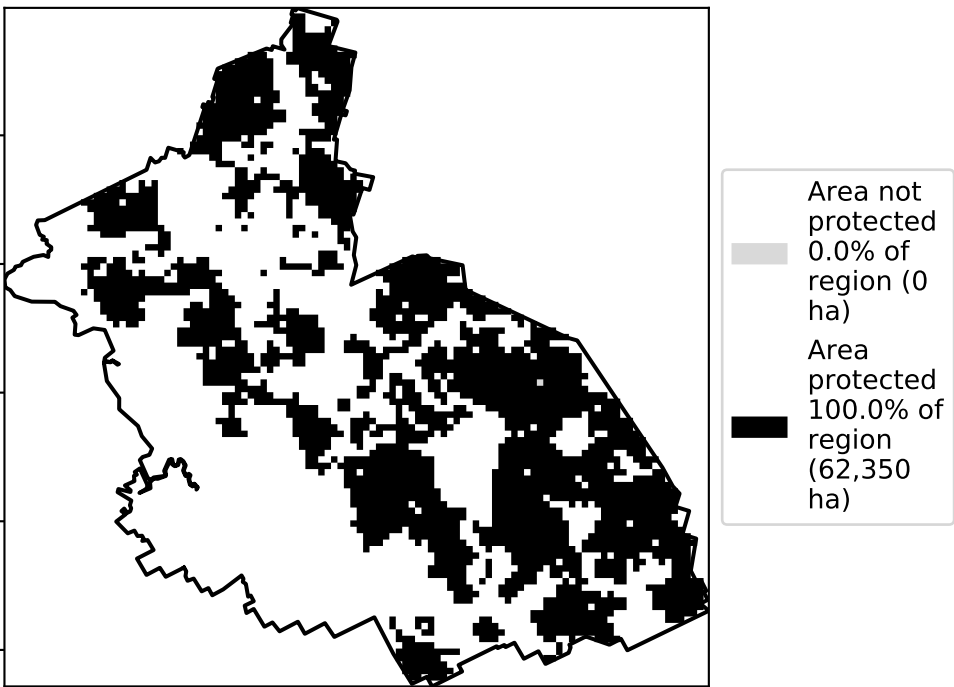 Area not
protected
0.0% of
region (0
ha)
Area
protected
100.0% of
region
(62,350
ha)